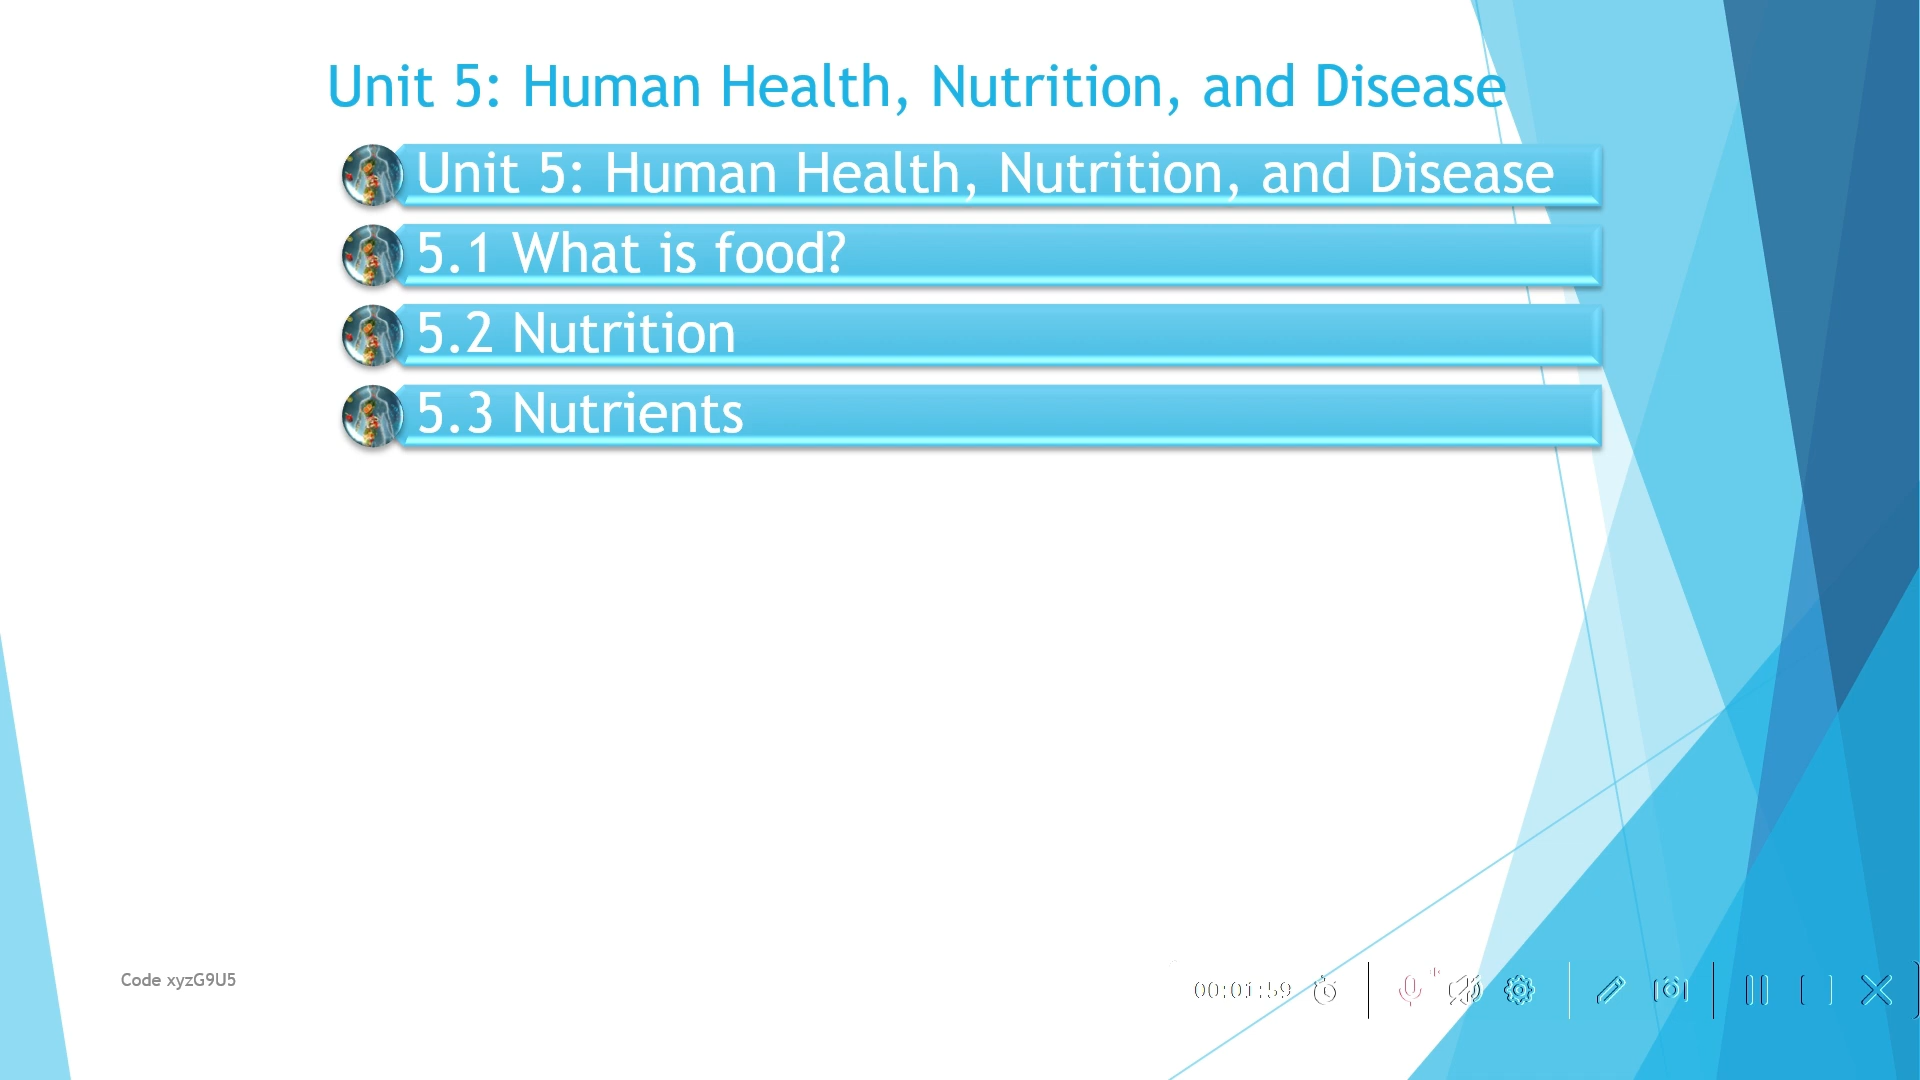 Unit 5: Human Health, Nutrition, and Disease
Unit 5: Human Health, Nutrition, and Disease
5.1 What is food?
5.2 Nutrition
5.3 Nutrients
Code xyzG9U5
00:01:59